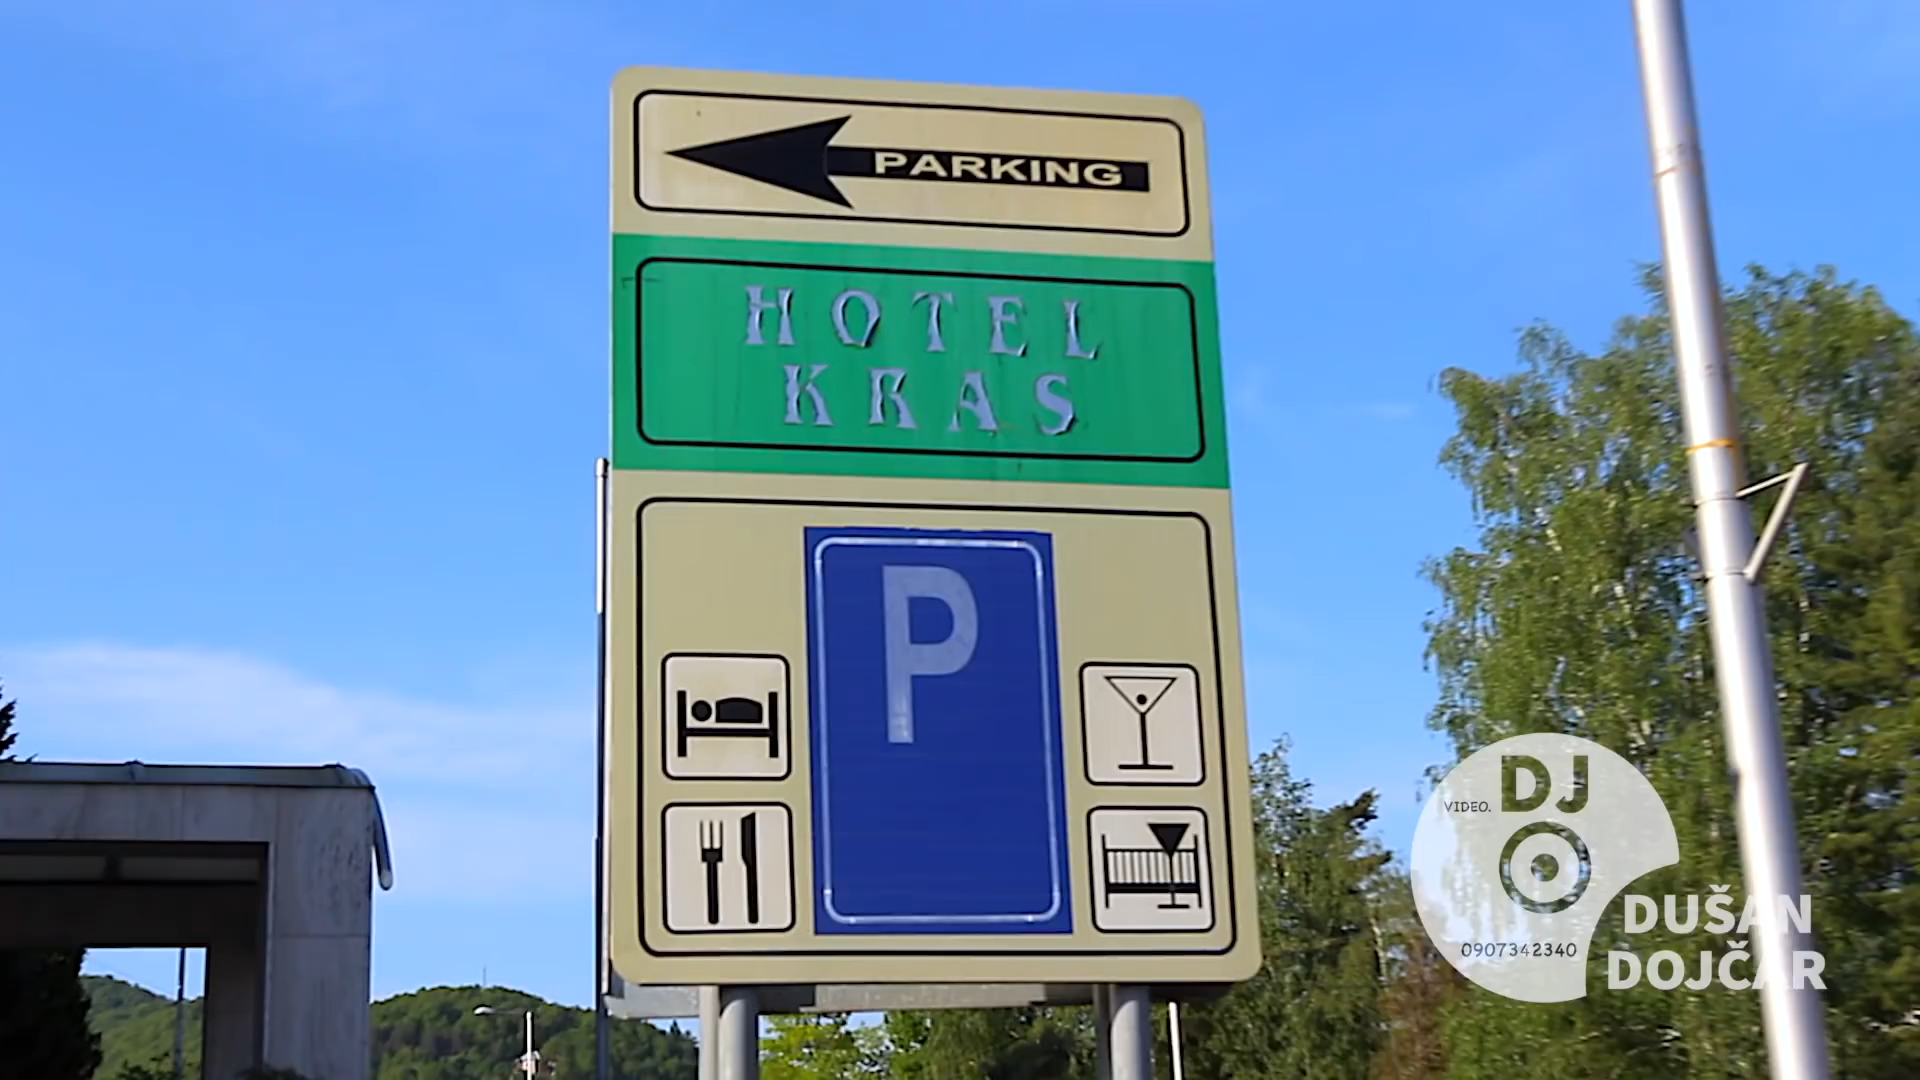 PARKING
HOTEL
KRAS
P
VIDEO.
DJ
0907342340
DUŠAN
DOJČAR